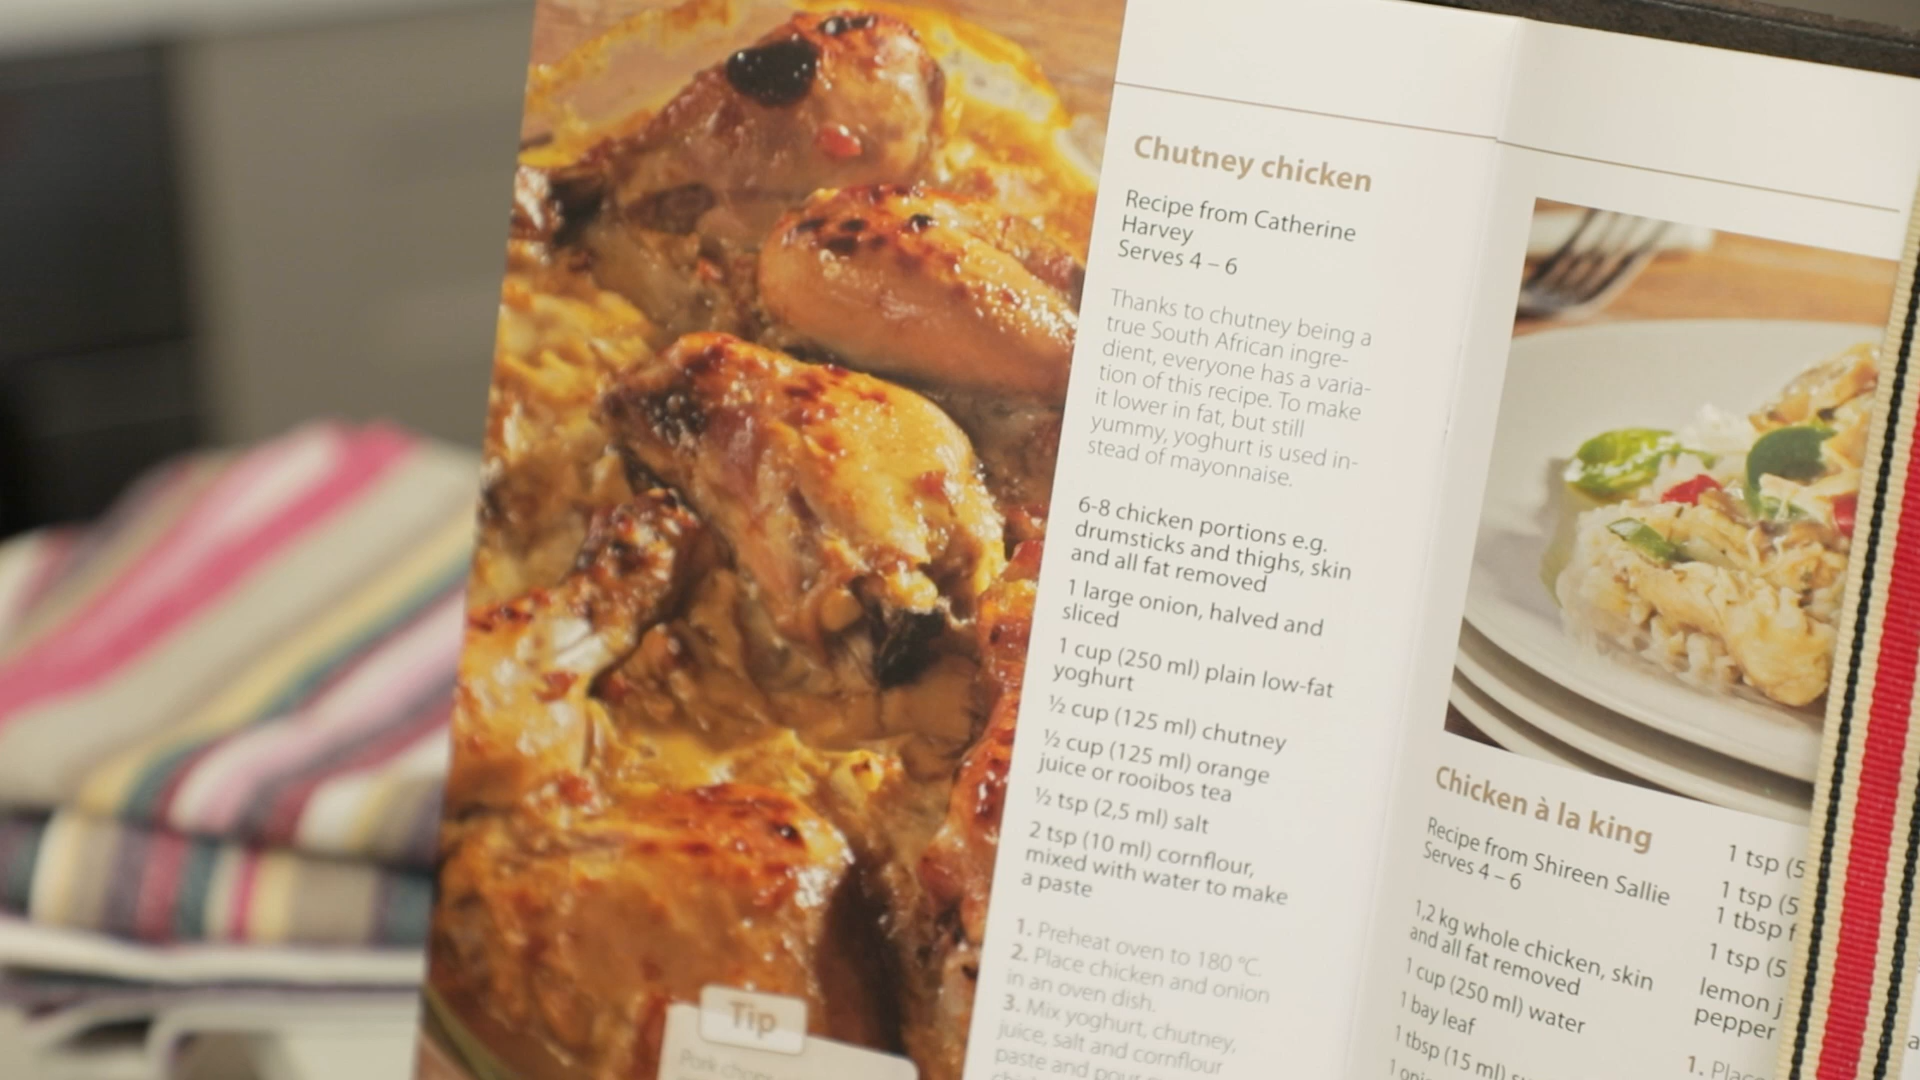 Chutney chicken
Recipe from Catherine
Harvey
Serves 4 – 6
Thanks to chutney being a
true South African ingre-
dient, everyone has a varia-
tion of this recipe. To make
it lower in fat, but still
yummy, yoghurt is used in-
stead of mayonnaise.
6-8 chicken portions e.g.
drumsticks and thighs, skin
and all fat removed
1 large onion, halved and
sliced
1 cup (250 ml) plain low-fat
yoghurt
½ cup (125 ml) chutney
½ cup (125 ml) orange
juice or rooibos tea
½ tsp (2,5 ml) salt
2 tsp (10 ml) cornflour,
mixed with water to make
a paste
1. Preheat oven to 180 °C.
2. Place chicken and onion
in an oven dish.
3. Mix yoghurt, chutney,
juice, salt and cornflour
paste and pour
Tip
Pork chops
Chicken à la king
Recipe from Shireen Sallie
Serves 4 – 6
1,2 kg whole chicken, skin
and all fat removed
1 cup (250 ml) water
1 bay leaf
1 tbsp (15 ml)
1 tsp (5
1 tsp (5
1 tbsp f
1 tsp (5
lemon j
pepper
1. Place